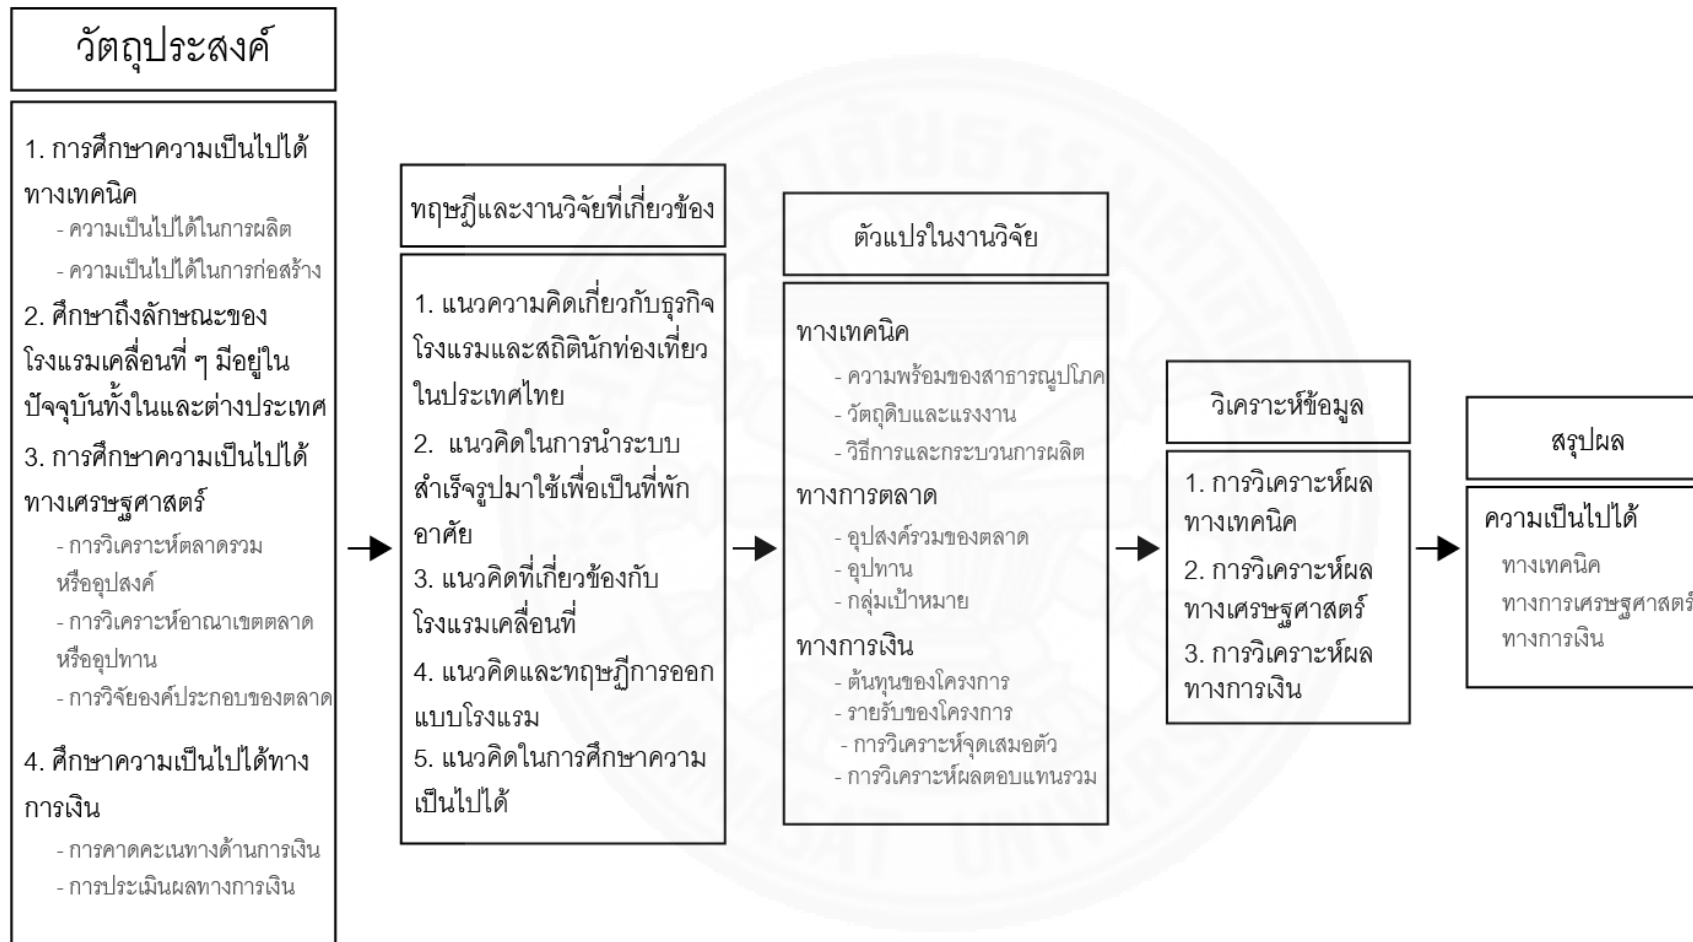 วัตถุประสงค์
1. การศึกษาความเป็นไปได้
ทางเทคนิค
- ความเป็นไปได้ในการผลิต
- ความเป็นไปได้ในการก่อสร้าง
2. ศึกษาถึงลักษณะของ
โรงแรมเคลื่อนที่ ๆ มีอยู่ใน
ปัจจุบันทั้งในและต่างประเทศ
3. การศึกษาความเป็นไปได้
ทางเศรษฐศาสตร์
- การวิเคราะห์ตลาดรวม
หรืออุปสงค์
- การวิเคราะห์อาณาเขตตลาด
หรืออุปทาน
- การวิจัยองค์ประกอบของตลาด
4. ศึกษาความเป็นไปได้ทาง
การเงิน
- การคาดคะเนทางด้านการเงิน
- การประเมินผลทางการเงิน
ทฤษฎีและงานวิจัยที่เกี่ยวข้อง
1. แนวความคิดเกี่ยวกับธุรกิจ
โรงแรมและสถิตินักท่องเที่ยว
ในประเทศไทย
2. แนวคิดในการนำระบบ
สำเร็จรูปมาใช้เพื่อเป็นที่พัก
อาศัย
3. แนวคิดที่เกี่ยวข้องกับ
โรงแรมเคลื่อนที่
4. แนวคิดและทฤษฏีการออก
แบบโรงแรม
5. แนวคิดในการศึกษาความ
เป็นไปได้
ตัวแปรในงานวิจัย
ทางเทคนิค
- ความพร้อมของสาธารณูปโภค
- วัตถุดิบและแรงงาน
- วิธีการและกระบวนการผลิต
ทางการตลาด
- อุปสงค์รวมของตลาด
- อุปทาน
- กลุ่มเป้าหมาย
ทางการเงิน
- ต้นทุนของโครงการ
- รายรับของโครงการ
- การวิเคราะห์จุดเสมอตัว
- การวิเคราะห์ผลตอบแทนรวม
วิเคราะห์ข้อมูล
1. การวิเคราะห์ผล
ทางเทคนิค
2. การวิเคราะห์ผล
ทางเศรษฐศาสตร์
3. การวิเคราะห์ผล
ทางการเงิน
สรุปผล
ความเป็นไปได้
ทางเทคนิค
ทางการเศรษฐศาสตร์
ทางการเงิน